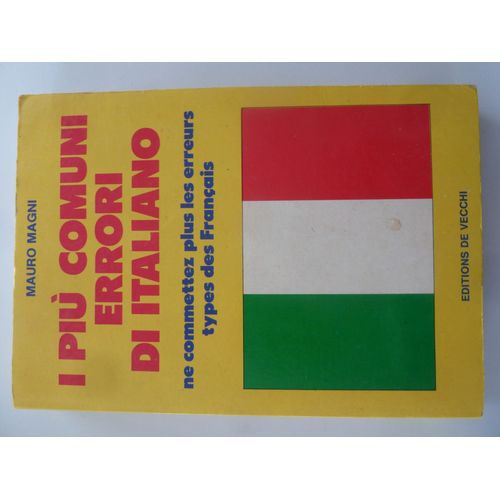 MAURO MAGNI
I PIÙ COMUNI
ERRORI
DI ITALIANO
ne commettez plus les erreurs
types des Français
EDITIONS DE VECCHI